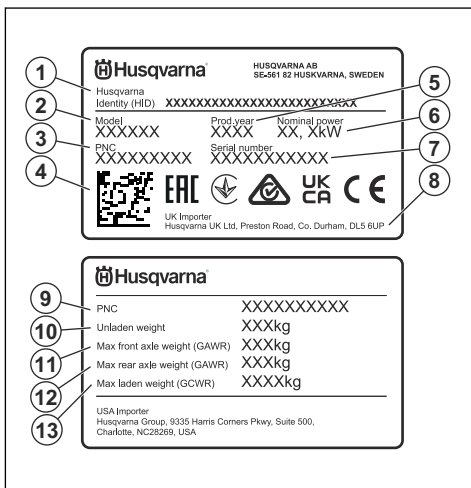 Husqvarna
HUSQVARNA AB
SE-561 82 HUSKVARNA, SWEDEN
1
Husqvarna
Identity (HID) XXXXXXXXXXXXXXXXXXXXXXXXX
5
2
Model Prod.year Nominal power
XXXXXX XXXX XX, XkW
6
3
PNC Serial number
XXXXXXXXX XXXXXXXXXXX
7
4
EAC UK CA CE
8
UK Importer
Husqvarna UK Ltd, Preston Road, Co. Durham, DL5 6UP
Husqvarna
9
PNC XXXXXXXXXX
10
Unladen weight XXXkg
11
Max front axle weight (GAWR) XXXkg
12
Max rear axle weight (GAWR) XXXkg
13
Max laden weight (GCWR) XXXXkg
USA Importer
Husqvarna Group, 9335 Harris Corners Pkwy, Suite 500,
Charlotte, NC28269, USA